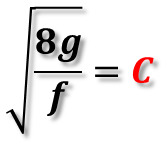 √(8g/f) = C